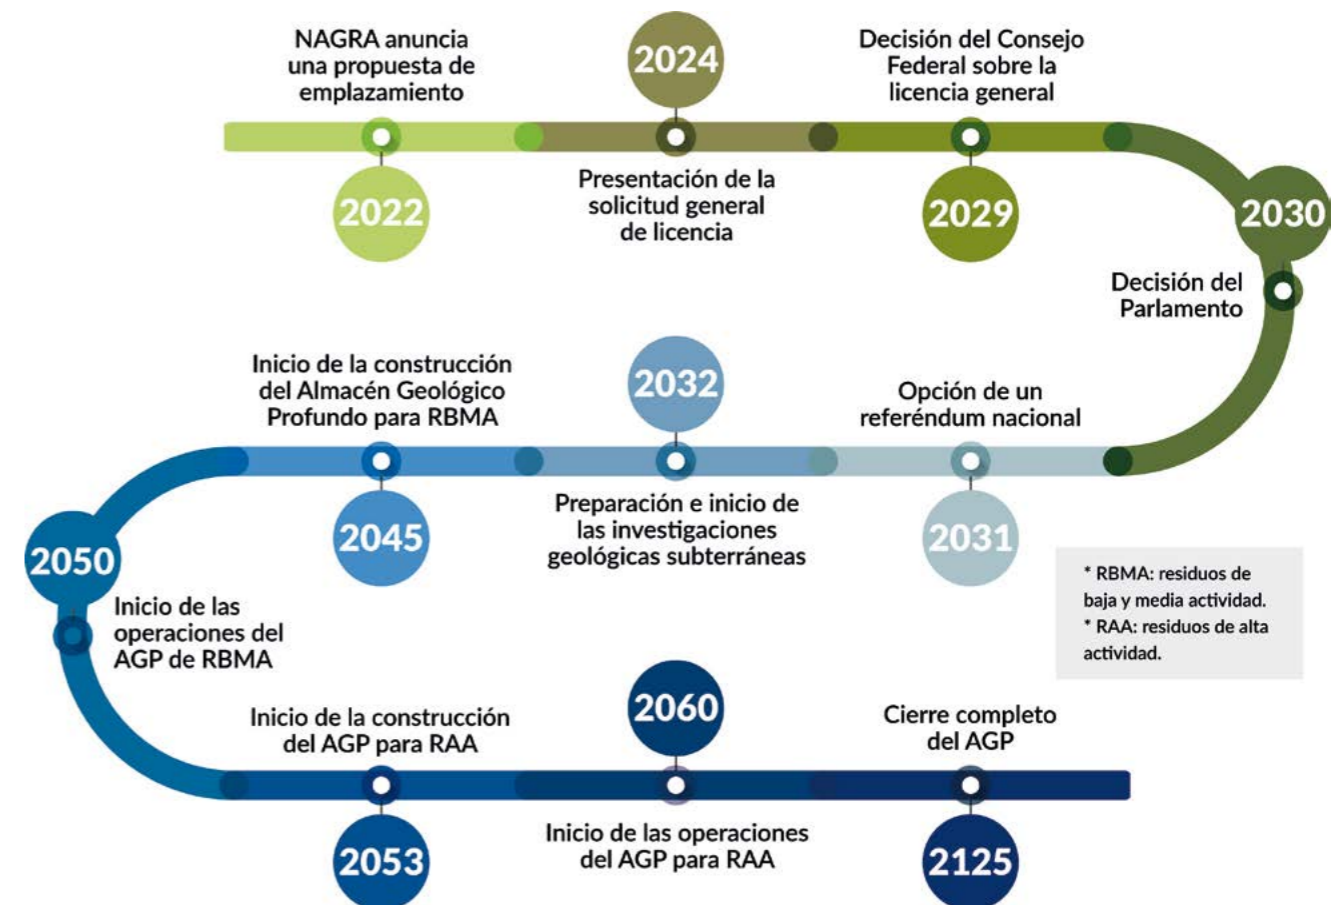 NAGRA anuncia
una propuesta de
emplazamiento
2022
2024
Presentación de la
solicitud general
de licencia
Decisión del Consejo
Federal sobre la
licencia general
2029
2030
Decisión del
Parlamento
Opción de un
referéndum nacional
2031
2032
Preparación e inicio de
las investigaciones
geológicas subterráneas
Inicio de la construcción
del Almacén Geológico
Profundo para RBMA
2045
2050
Inicio de las
operaciones del
AGP de RBMA
Inicio de la construcción
del AGP para RAA
2053
2060
Inicio de las operaciones
del AGP para RAA
Cierre completo
del AGP
2125
* RBMA: residuos de
baja y media actividad.
* RAA: residuos de alta
actividad.